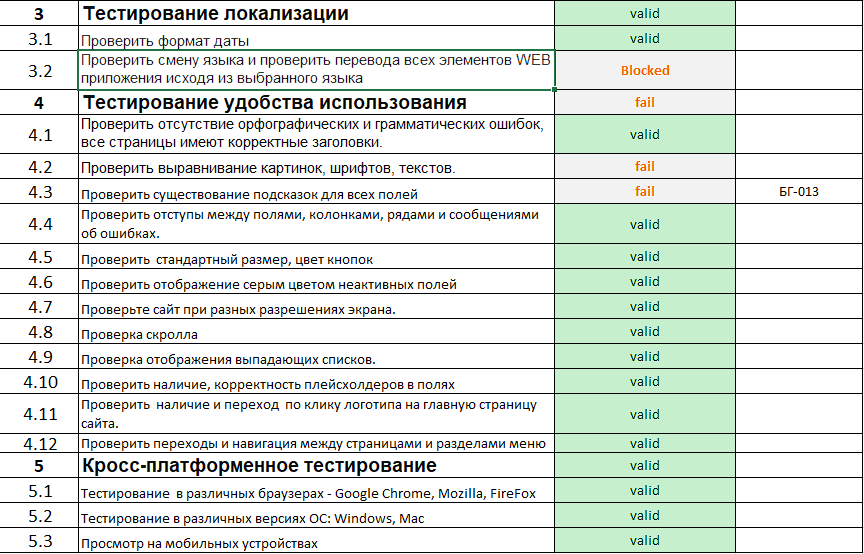 3 Тестирование локализации valid
3.1 Проверить формат даты valid
3.2 Проверить смену языка и проверить перевода всех элементов WEB
приложения исходя из выбранного языка Blocked
4 Тестирование удобства использования fail
4.1 Проверить отсутствие орфографических и грамматических ошибок,
все страницы имеют корректные заголовки. valid
4.2 Проверить выравнивание картинок, шрифтов, текстов. fail
4.3 Проверить существование подсказок для всех полей fail БГ-013
4.4 Проверить отступы между полями, колонками, рядами и сообщениями
об ошибках. valid
4.5 Проверить стандартный размер, цвет кнопок valid
4.6 Проверить отображение серым цветом неактивных полей valid
4.7 Проверьте сайт при разных разрешениях экрана. valid
4.8 Проверка скролла valid
4.9 Проверка отображения выпадающих списков. valid
4.10 Проверить наличие, корректность плейсхолдеров в полях valid
4.11 Проверить наличие и переход по клику логотипа на главную страницу
сайта. valid
4.12 Проверить переходы и навигация между страницами и разделами меню valid
5 Кросс-платформенное тестирование valid
5.1 Тестирование в различных браузерах - Google Chrome, Mozilla, FireFox valid
5.2 Тестирование в различных версиях ОС: Windows, Mac valid
5.3 Просмотр на мобильных устройствах valid